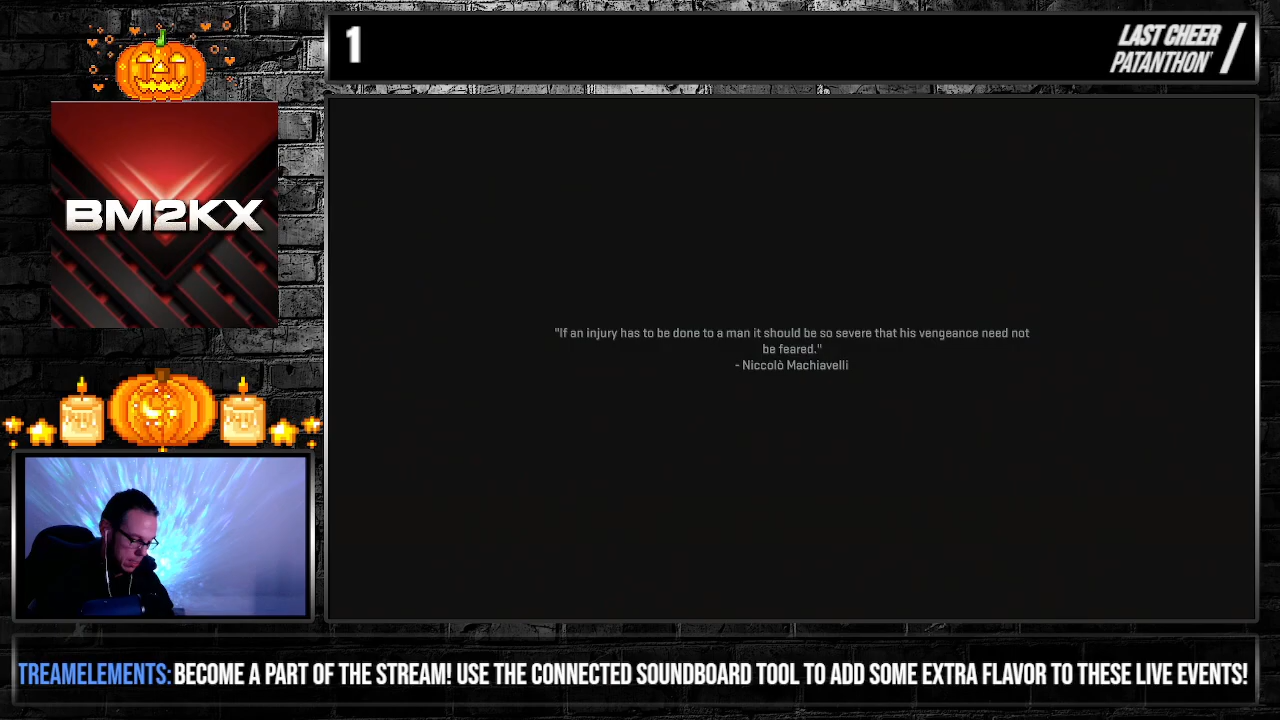 1
LAST CHEER
PATANTHON
/
BM2KX
"If an injury has to be done to a man it should be so severe that his vengeance need not
be feared."
- Niccolò Machiavelli
TREAMELEMENTS: BECOME A PART OF THE STREAM! USE THE CONNECTED SOUNDBOARD TOOL TO ADD SOME EXTRA FLAVOR TO THESE LIVE EVENTS!